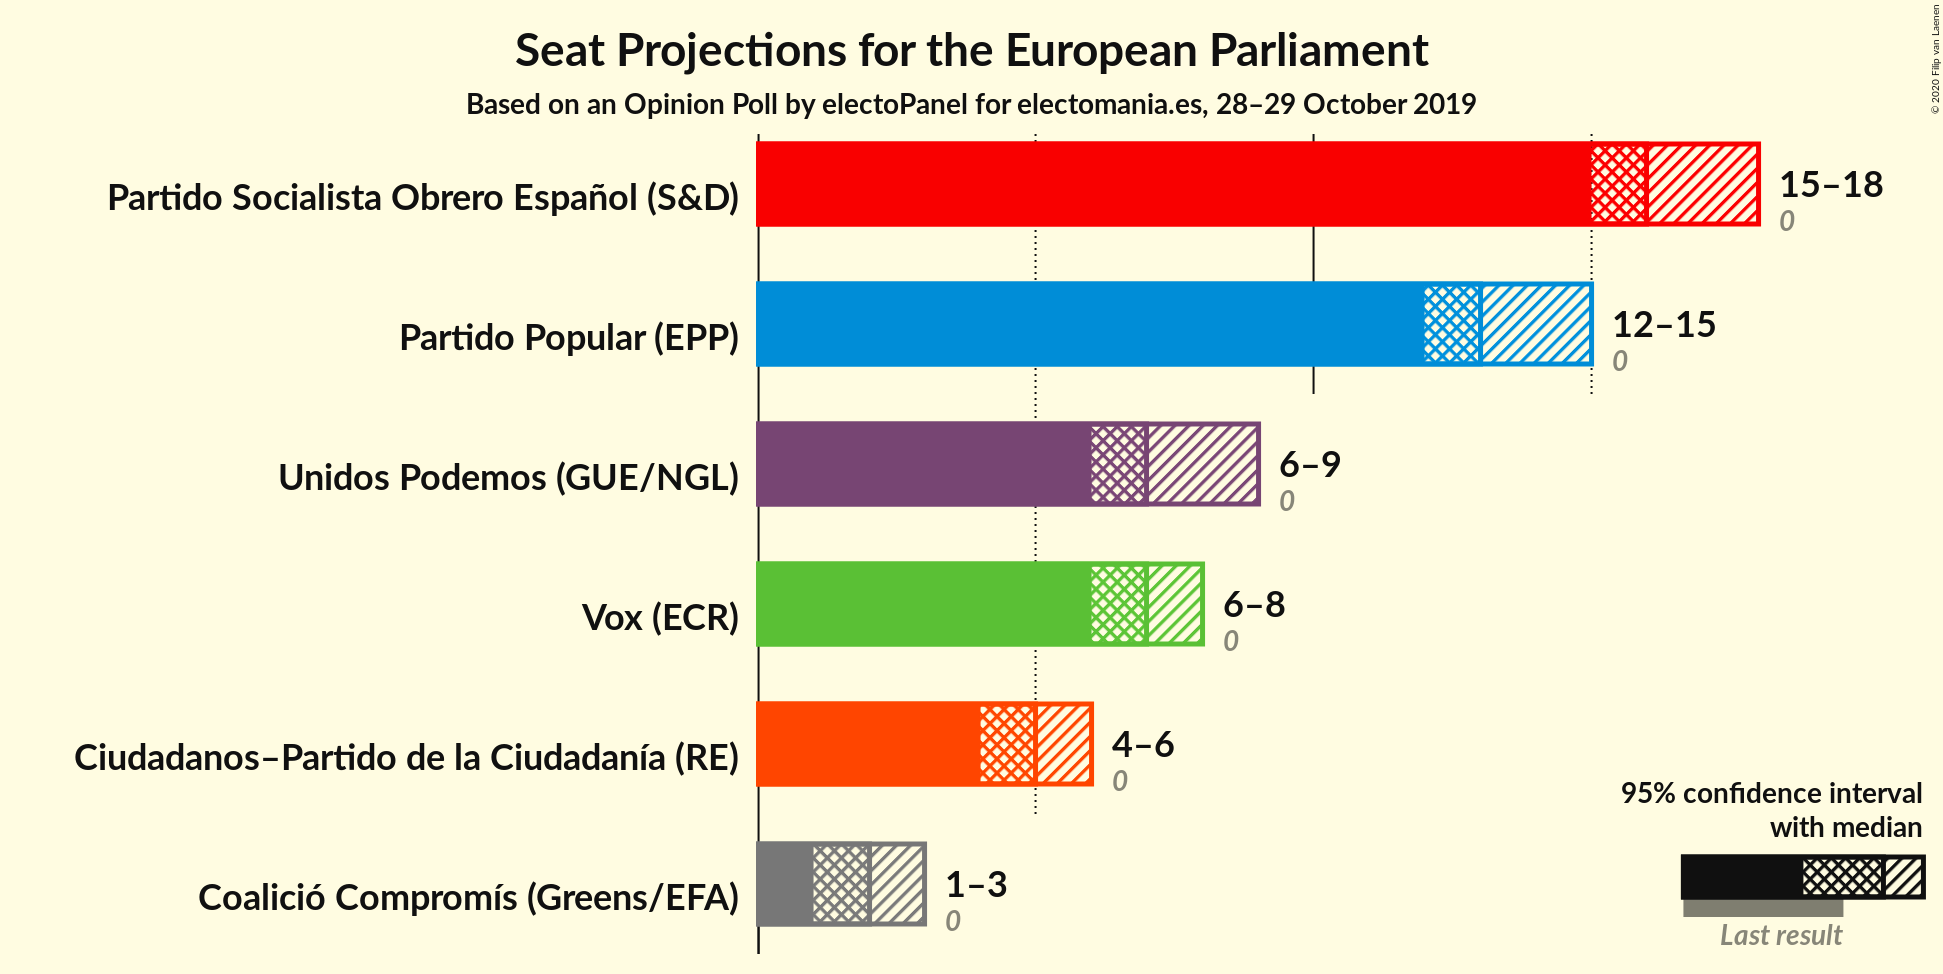 Seat Projections for the European Parliament
Based on an Opinion Poll by electoPanel for electomania.es, 28–29 October 2019
© 2020 Filip van Laenen
Partido Socialista Obrero Español (S&D)
15–18
0
Partido Popular (EPP)
12–15
0
Unidos Podemos (GUE/NGL)
6–9
0
Vox (ECR)
6–8
0
Ciudadanos–Partido de la Ciudadanía (RE)
4–6
0
Coalició Compromís (Greens/EFA)
1–3
0
95% confidence interval
with median
Last result